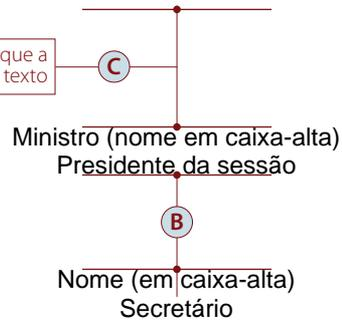 que a
texto
C
Ministro (nome em caixa-alta)
Presidente da sessão
B
Nome (em caixa-alta)
Secretário